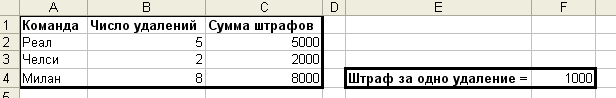 A B C D E F
1 Команда Число удалений Сумма штрафов
2 Реал 5 5000
3 Челси 2 2000
4 Милан 8 8000 Штраф за одно удаление = 1000